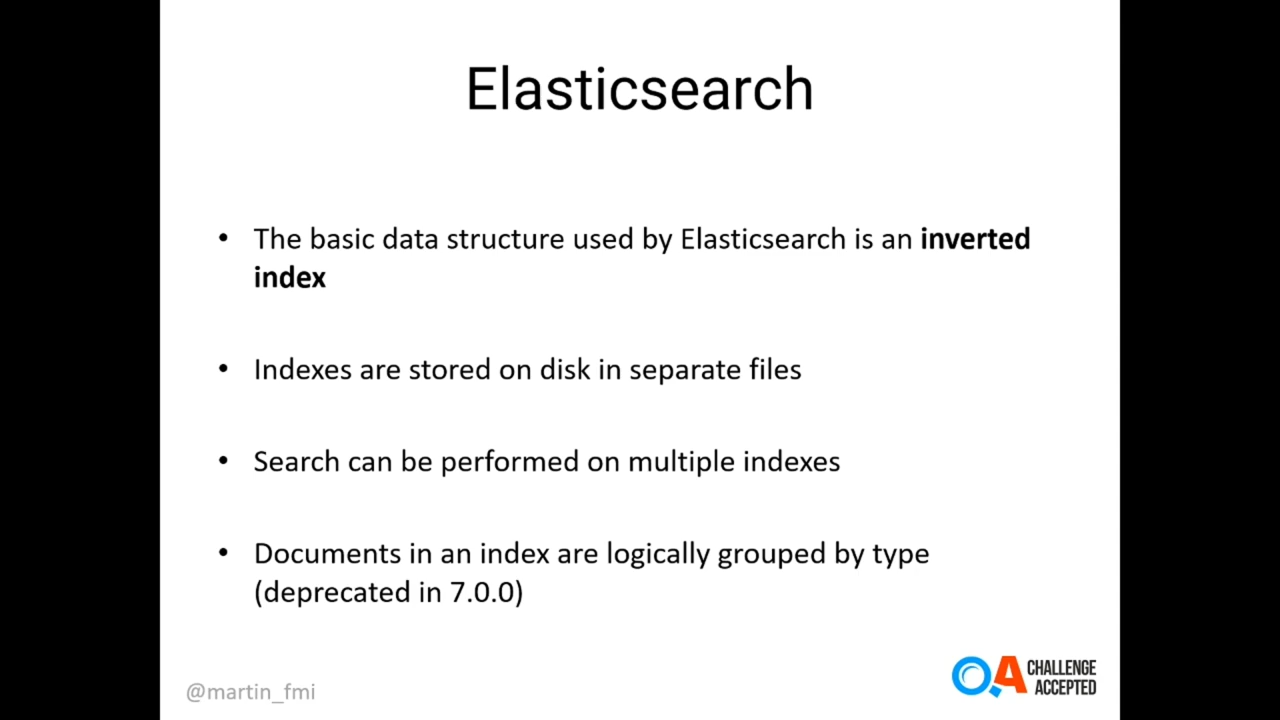 Elasticsearch
• The basic data structure used by Elasticsearch is an inverted
index
• Indexes are stored on disk in separate files
• Search can be performed on multiple indexes
• Documents in an index are logically grouped by type
(deprecated in 7.0.0)
@martin_fmi
QA CHALLENGE
ACCEPTED